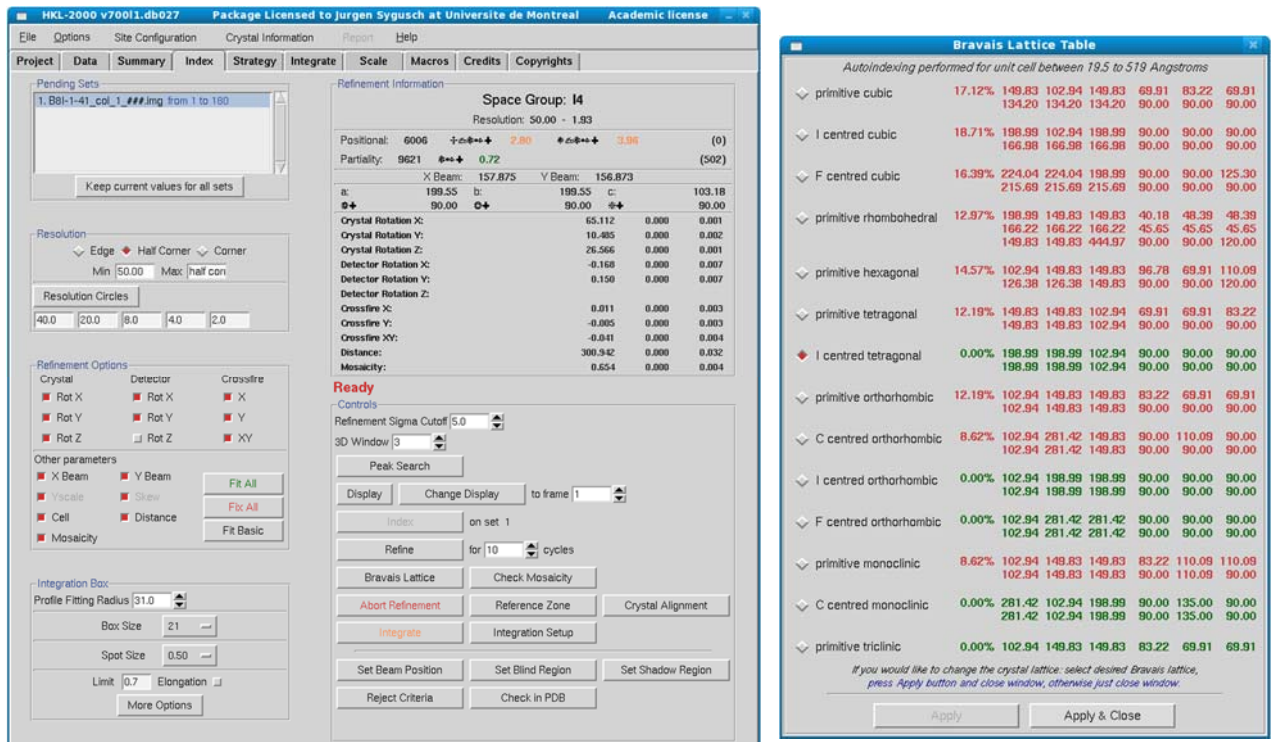 HKL-2000 v700l1.db027 Package Licensed to Jurgen Sygusch at Universite de Montreal Academic license
File Options Site Configuration Crystal Information Report Help
Project Data Summary Index Strategy Integrate Scale Macros Credits Copyrights
Pending Sets
1. B8I-1-41_col_1_###.img from 1 to 180
Keep current values for all sets
Resolution
Edge Half Corner Corner
Min 50.00 Max half corr
Resolution Circles
40.0 20.0 8.0 4.0 2.0
Refinement Options
Crystal Detector Crossfire
Rot X Rot X X
Rot Y Rot Y Y
Rot Z Rot Z XY
Other parameters
X Beam Y Beam Fit All
Yscale Skew Fix All
Cell Distance Fit Basic
Mosaicity
Integration Box
Profile Fitting Radius 31.0
Box Size 21
Spot Size 0.50
Limit 0.7 Elongation
More Options
Refinement Information
Space Group: I4
Resolution: 50.00 - 1.93
Positional: 6006 2.80 3.96 (0)
Partiality: 9621 0.72 (502)
X Beam: 157.875 Y Beam: 156.873
a: 199.55 b: 199.55 c: 103.18
90.00 90.00 90.00
Crystal Rotation X: 65.112 0.000 0.001
Crystal Rotation Y: 10.485 0.000 0.002
Crystal Rotation Z: 26.566 0.000 0.001
Detector Rotation X: -0.168 0.000 0.007
Detector Rotation Y: 0.150 0.000 0.007
Detector Rotation Z:
Crossfire X: 0.011 0.000 0.003
Crossfire Y: -0.005 0.000 0.003
Crossfire XY: -0.041 0.000 0.004
Distance: 300.942 0.000 0.032
Mosaicity: 0.654 0.000 0.004
Ready
Controls
Refinement Sigma Cutoff 5.0
3D Window 3
Peak Search
Display Change Display to frame 1
Index on set 1
Refine for 10 cycles
Bravais Lattice Check Mosaicity
Abort Refinement Reference Zone Crystal Alignment
Integrate Integration Setup
Set Beam Position Set Blind Region Set Shadow Region
Reject Criteria Check in PDB
Bravais Lattice Table
Autoindexing performed for unit cell between 19.5 to 519 Angstroms
primitive cubic 17.12% 149.83 102.94 149.83 69.91 83.22 69.91
134.20 134.20 134.20 90.00 90.00 90.00
I centred cubic 18.71% 198.99 102.94 198.99 90.00 90.00 90.00
166.98 166.98 166.98 90.00 90.00 90.00
F centred cubic 16.39% 224.04 224.04 198.99 90.00 90.00 125.30
215.69 215.69 215.69 90.00 90.00 90.00
primitive rhombohedral 12.97% 198.99 149.83 149.83 40.18 48.39 48.39
166.22 166.22 166.22 45.65 45.65 45.65
149.83 149.83 444.97 90.00 90.00 120.00
primitive hexagonal 14.57% 102.94 149.83 149.83 96.78 69.91 110.09
126.38 126.38 149.83 90.00 90.00 120.00
primitive tetragonal 12.19% 149.83 149.83 102.94 69.91 69.91 83.22
149.83 149.83 102.94 90.00 90.00 90.00
I centred tetragonal 0.00% 198.99 198.99 102.94 90.00 90.00 90.00
198.99 198.99 102.94 90.00 90.00 90.00
primitive orthorhombic 12.19% 102.94 149.83 149.83 83.22 69.91 69.91
102.94 149.83 149.83 90.00 90.00 90.00
C centred orthorhombic 8.62% 102.94 281.42 149.83 90.00 110.09 90.00
102.94 281.42 149.83 90.00 90.00 90.00
I centred orthorhombic 0.00% 102.94 198.99 198.99 90.00 90.00 90.00
102.94 198.99 198.99 90.00 90.00 90.00
F centred orthorhombic 0.00% 102.94 281.42 281.42 90.00 90.00 90.00
102.94 281.42 281.42 90.00 90.00 90.00
primitive monoclinic 8.62% 102.94 149.83 149.83 83.22 110.09 110.09
102.94 149.83 149.83 90.00 110.09 90.00
C centred monoclinic 0.00% 281.42 102.94 198.99 90.00 135.00 90.00
281.42 102.94 198.99 90.00 135.00 90.00
primitive triclinic 0.00% 102.94 149.83 149.83 83.22 69.91 69.91
If you would like to change the crystal lattice: select desired Bravais lattice,
press Apply button and close window, otherwise just close window.
Apply Apply & Close